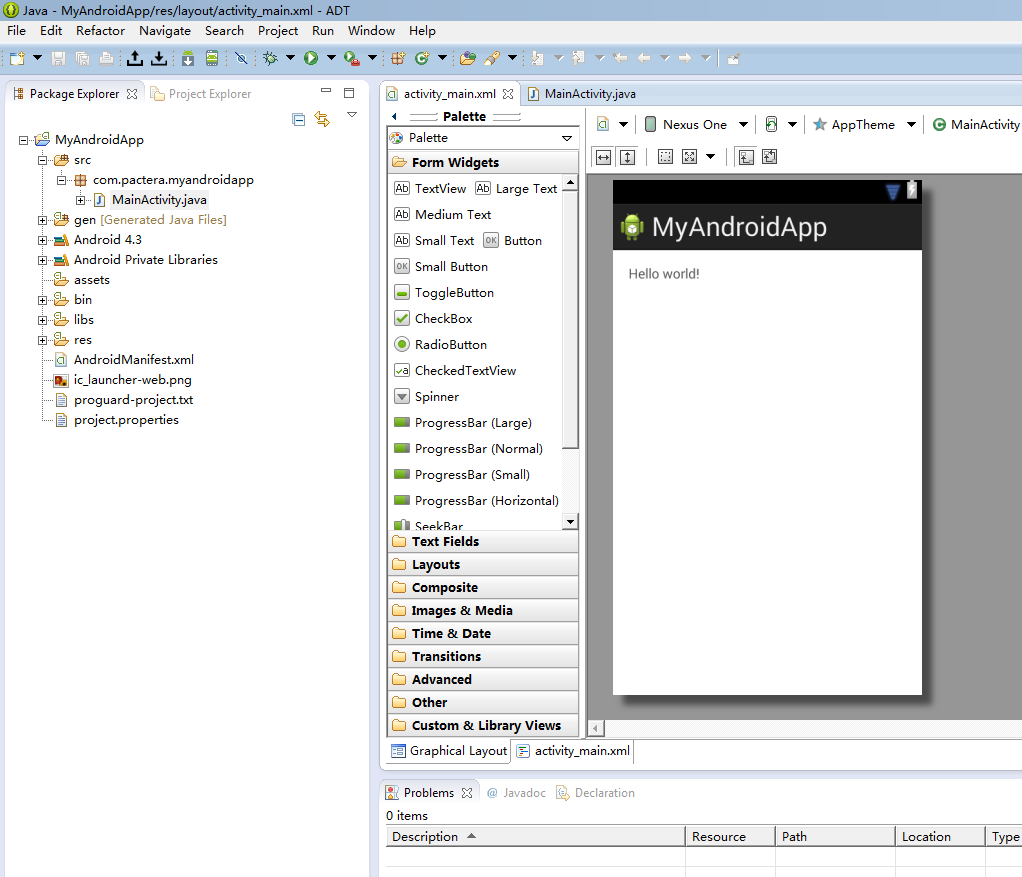 Java - MyAndroidApp/res/layout/activity_main.xml - ADT
File Edit Refactor Navigate Search Project Run Window Help
Package Explorer Project Explorer
MyAndroidApp
src
com.pactera.myandroidapp
MainActivity.java
gen [Generated Java Files]
Android 4.3
Android Private Libraries
assets
bin
libs
res
AndroidManifest.xml
ic_launcher-web.png
proguard-project.txt
project.properties
activity_main.xml MainActivity.java
Palette
Palette
Form Widgets
Ab TextView Ab Large Text
Ab Medium Text
Ab Small Text OK Button
OK Small Button
ToggleButton
CheckBox
RadioButton
CheckedTextView
Spinner
ProgressBar (Large)
ProgressBar (Normal)
ProgressBar (Small)
ProgressBar (Horizontal)
SeekBar
Text Fields
Layouts
Composite
Images & Media
Time & Date
Transitions
Advanced
Other
Custom & Library Views
Graphical Layout activity_main.xml
Nexus One AppTheme MainActivity
MyAndroidApp
Hello world!
Problems @ Javadoc Declaration
0 items
Description Resource Path Location Type